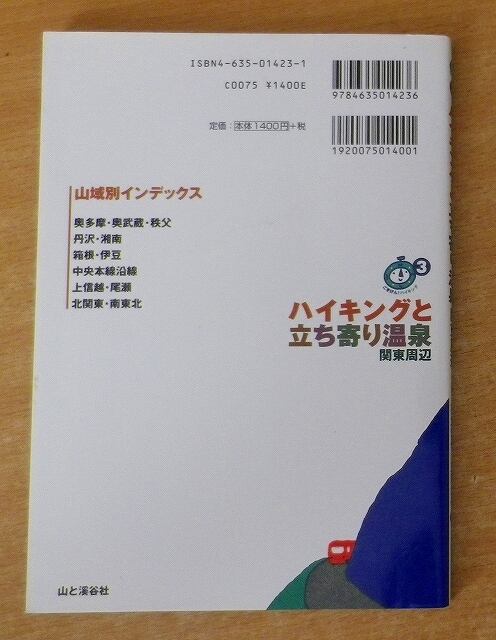 ISBN4-635-01423-1
C0075 ¥1400E
9784635014236
定価：本体1400円+税
1920075014001
山域別インデックス
奥多摩・奥武蔵・秩父
丹沢・湘南
箱根・伊豆
中央本線沿線
上信越・尾瀬
北関東・南東北
3
ハイキングと
立ち寄り温泉
関東周辺
山と溪谷社